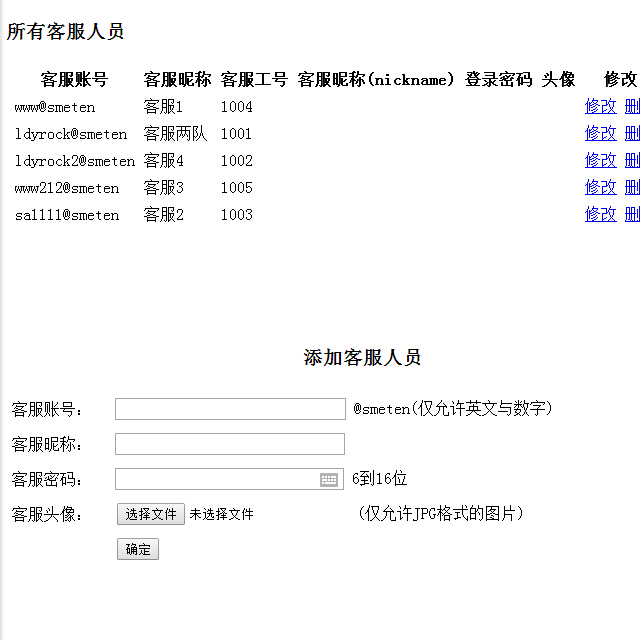 所有客服人员
客服账号 客服昵称 客服工号 客服昵称(nickname) 登录密码 头像 修改
www@smeten 客服1 1004 修改 删
ldyrock@smeten 客服两队 1001 修改 删
ldyrock2@smeten 客服4 1002 修改 删
www212@smeten 客服3 1005 修改 删
sa1111@smeten 客服2 1003 修改 删
添加客服人员
客服账号: @smeten(仅允许英文与数字)
客服昵称:
客服密码: 6到16位
客服头像: 选择文件 未选择文件 (仅允许JPG格式的图片)
确定